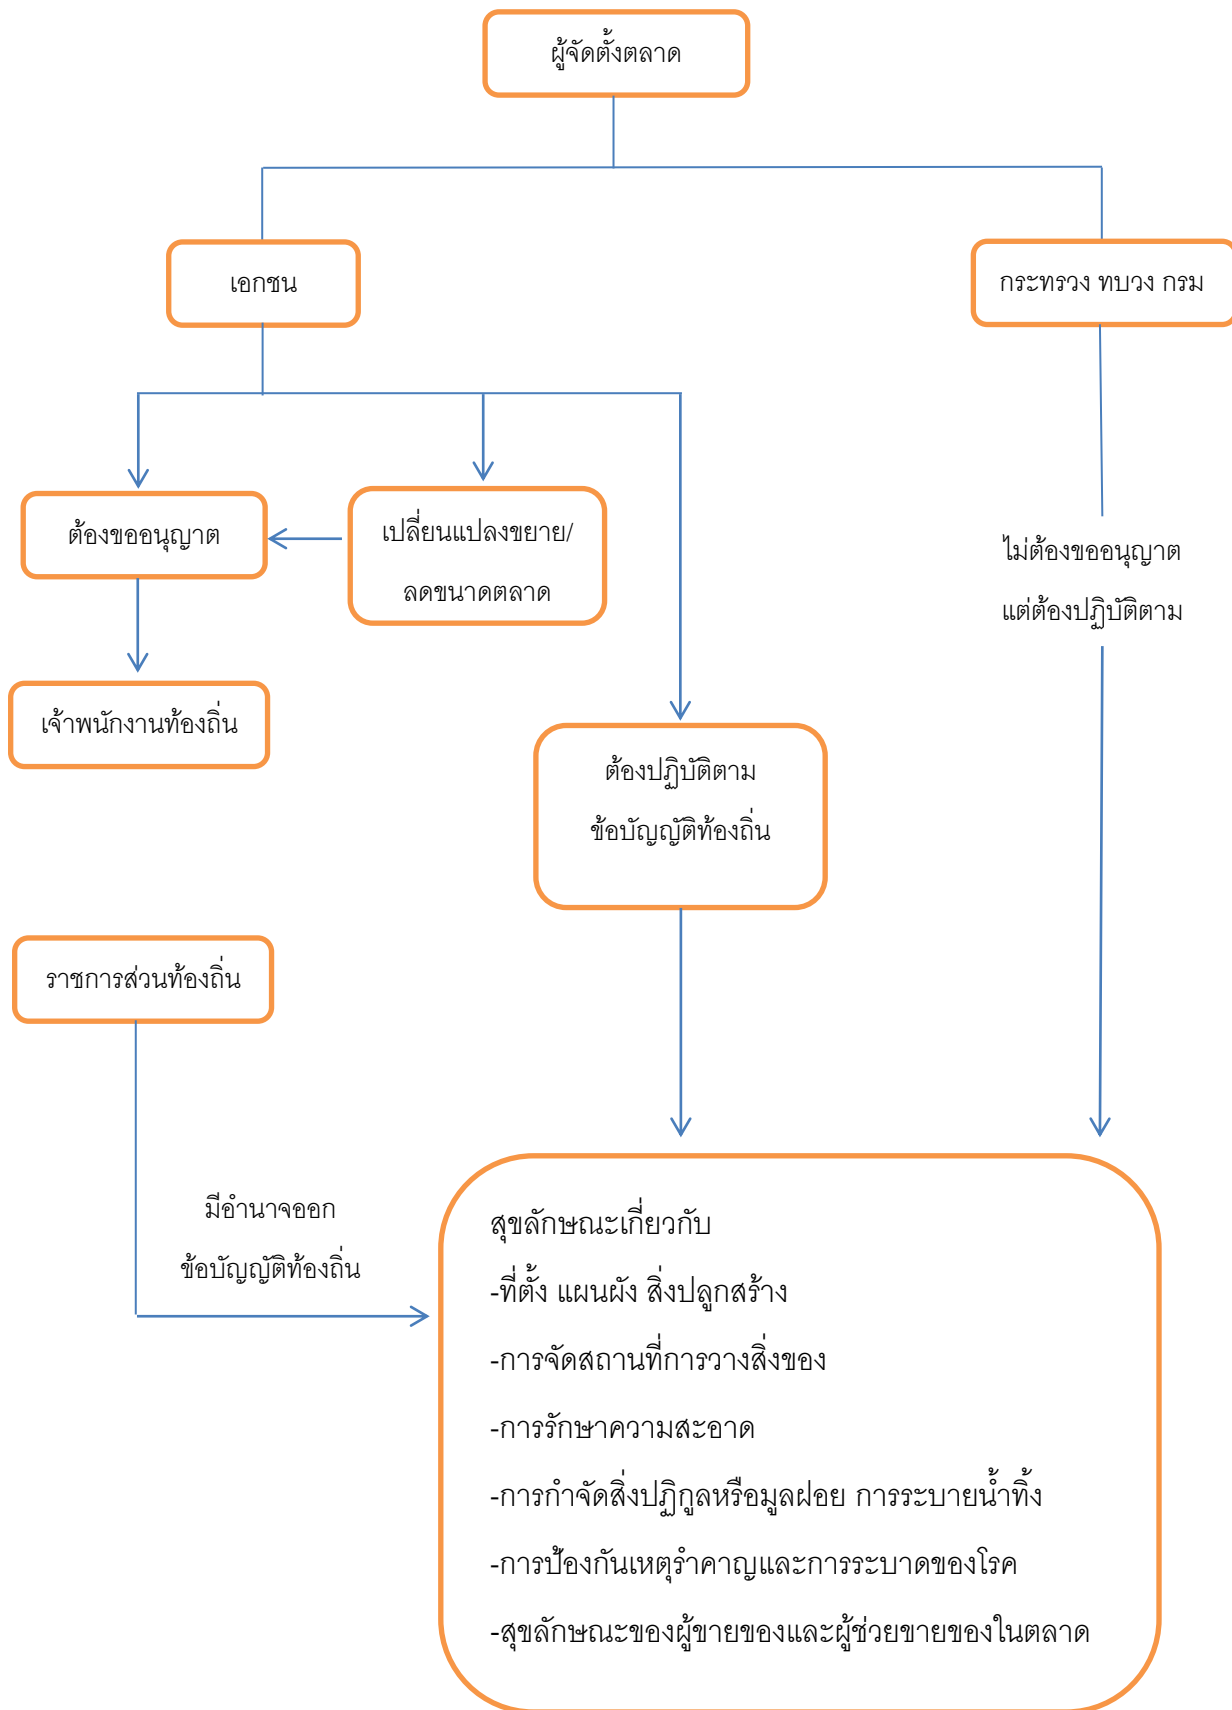 ผู้จัดตั้งตลาด
เอกชน
กระทรวง ทบวง กรม
ต้องขออนุญาต
เปลี่ยนแปลงขยาย/
ลดขนาดตลาด
ไม่ต้องขออนุญาต
แต่ต้องปฏิบัติตาม
เจ้าพนักงานท้องถิ่น
ต้องปฏิบัติตาม
ข้อบัญญัติท้องถิ่น
ราชการส่วนท้องถิ่น
มีอำนาจออก
ข้อบัญญัติท้องถิ่น
สุขลักษณะเกี่ยวกับ
-ที่ตั้ง แผนผัง สิ่งปลูกสร้าง
-การจัดสถานที่การวางสิ่งของ
-การรักษาความสะอาด
-การกำจัดสิ่งปฏิกูลหรือมูลฝอย การระบายน้ำทิ้ง
-การป้องกันเหตุรำคาญและการระบาดของโรค
-สุขลักษณะของผู้ขายของและผู้ช่วยขายของในตลาด